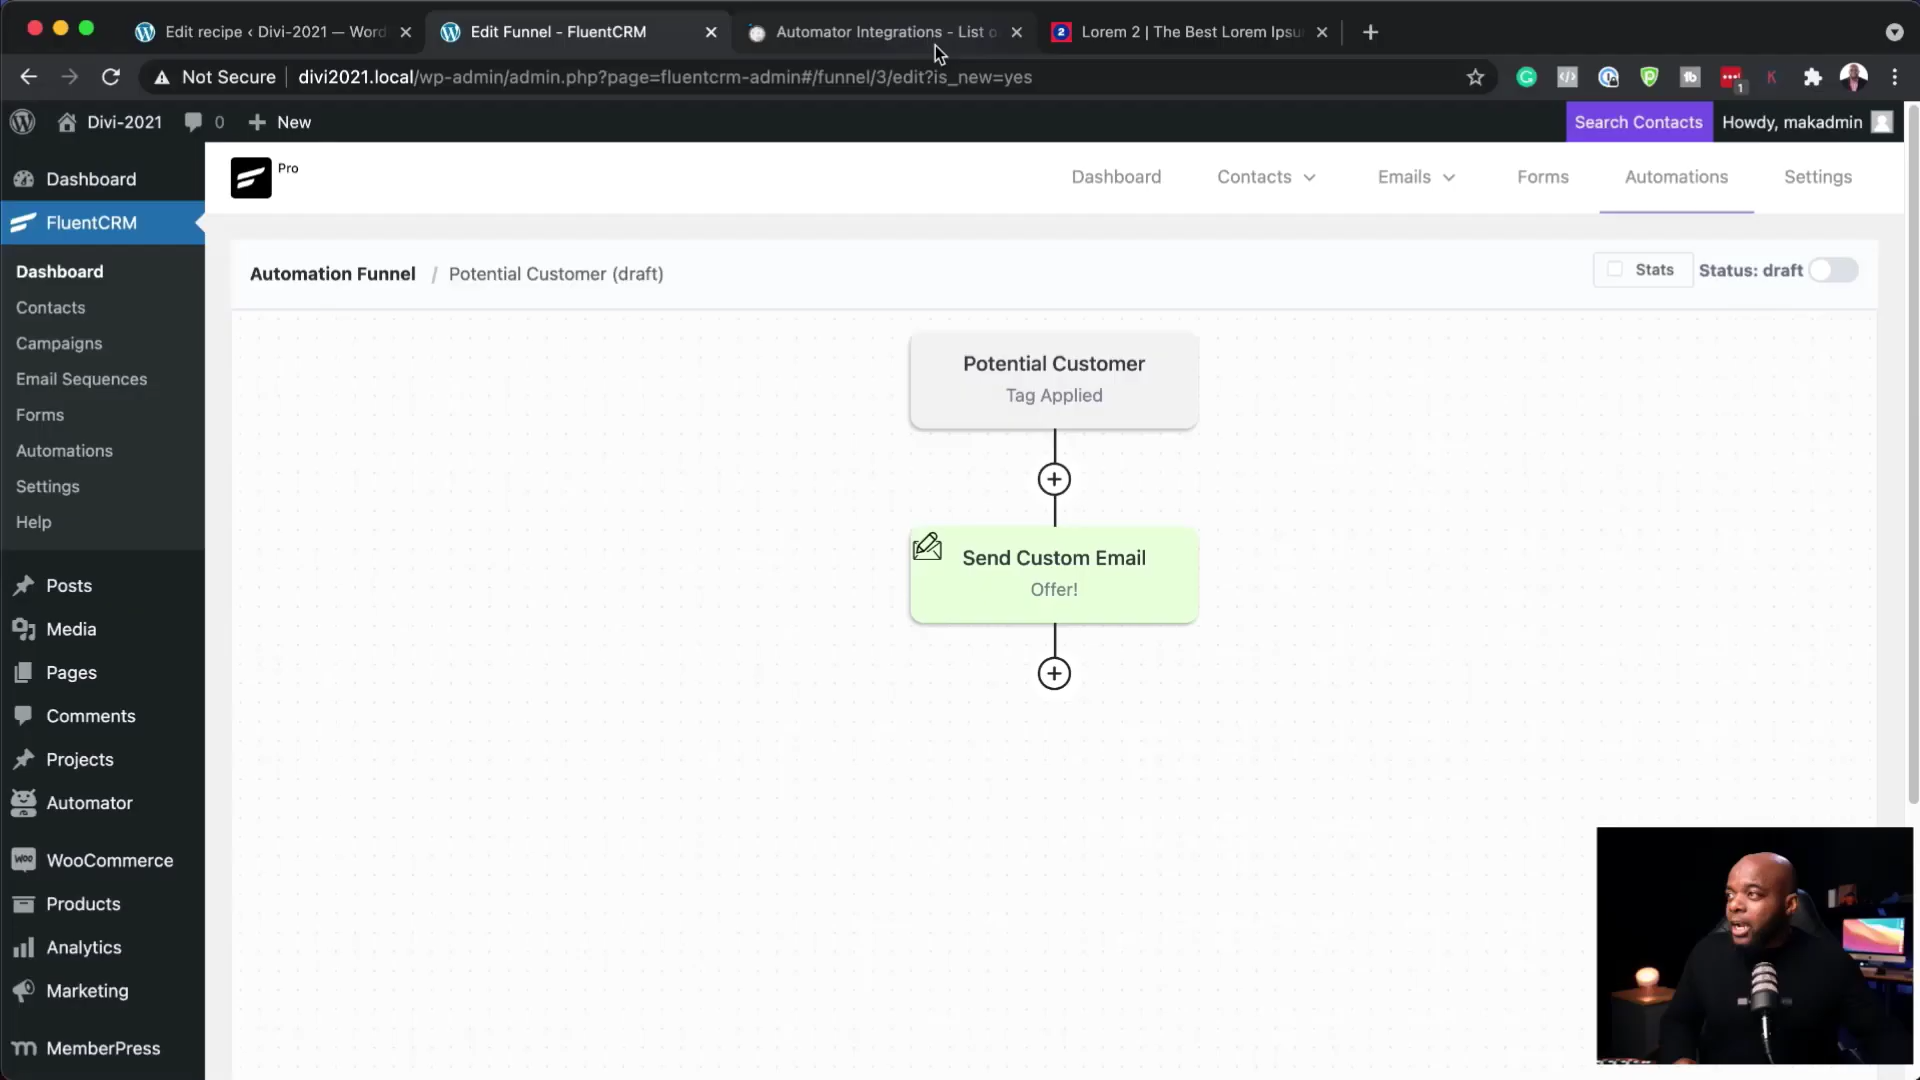 Edit recipe ‹ Divi-2021 — Word
Edit Funnel - FluentCRM
Automator Integrations - List o
2
Lorem 2 | The Best Lorem Ipsu
Not Secure
divi2021.local/wp-admin/admin.php?page=fluentcrm-admin#/funnel/3/edit?is_new=yes
1
Divi-2021
0
New
Search Contacts
Howdy, makadmin
Dashboard
FluentCRM
Dashboard
Contacts
Campaigns
Email Sequences
Forms
Automations
Settings
Help
Posts
Media
Pages
Comments
Projects
Automator
WooCommerce
Products
Analytics
Marketing
MemberPress
Pro
Dashboard
Contacts
Emails
Forms
Automations
Settings
Automation Funnel / Potential Customer (draft)
Stats
Status: draft
Potential Customer
Tag Applied
Send Custom Email
Offer!